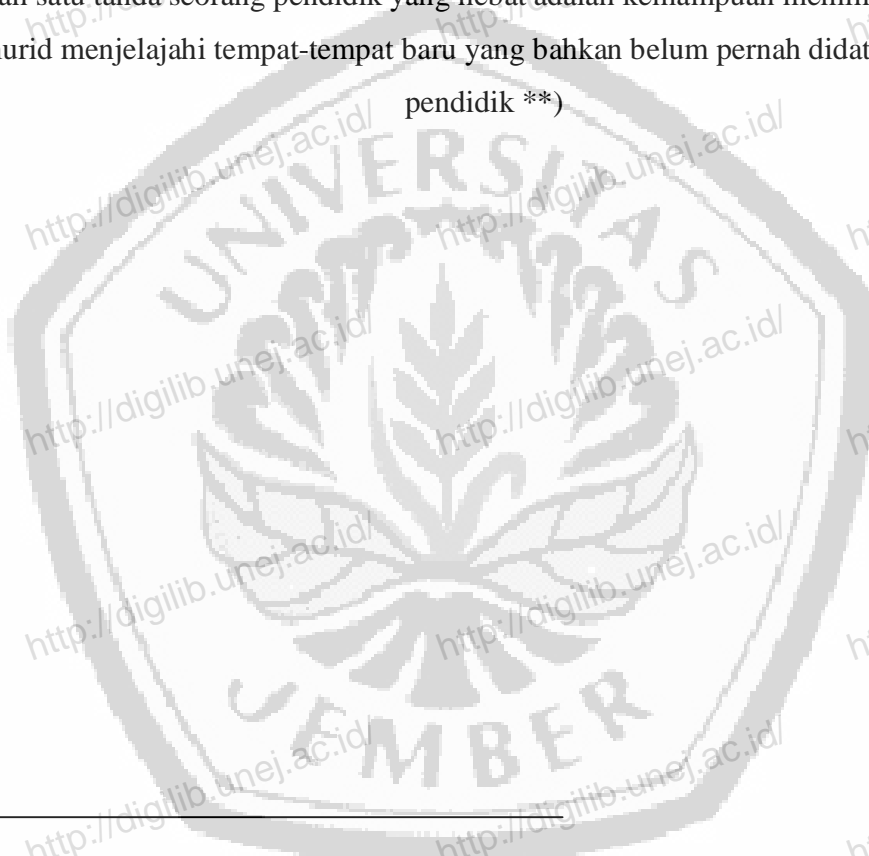 satu tanda seorang pendidik yang hebat adalah kemampuan
menjelajahi tempat-tempat baru yang bahkan belum pernah
pendidik **)
http://digilib.unej.ac.id/
http://digilib.unej.ac.id/
UNIVERSITAS
http://digilib.unej.ac.id/
http://digilib.unej.ac.id/
http://digilib.unej.ac.id/
http://digilib.unej.ac.id/
JEMBER
http://digilib.unej.ac.id/
http://digilib.unej.ac.id/